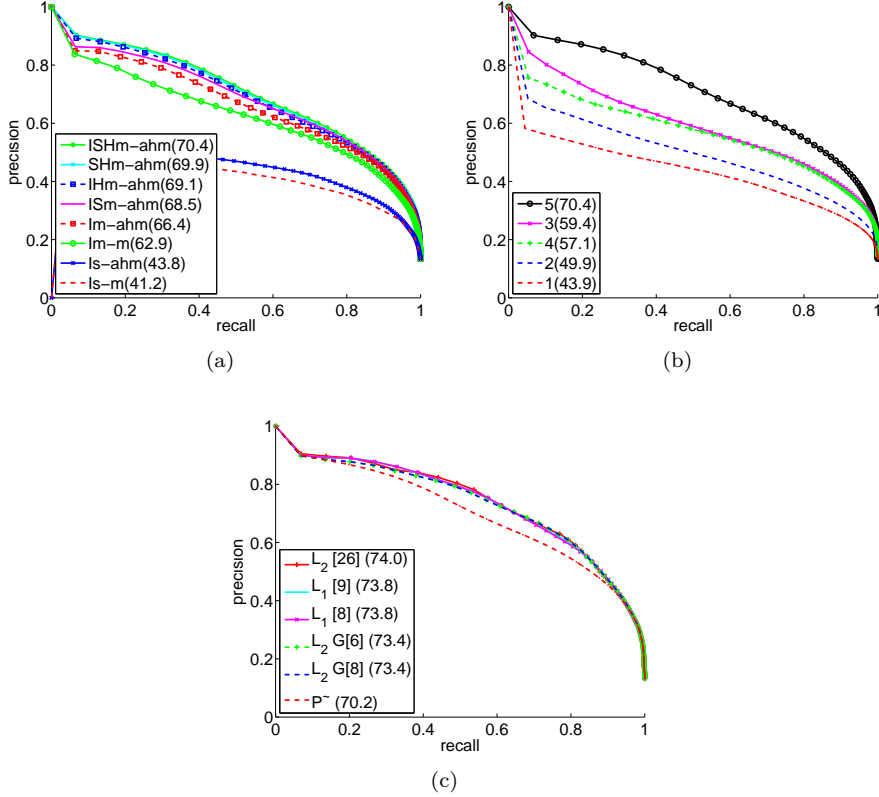 1
0.8
0.6
0.4
0.2
0
precision
ISHm−ahm(70.4)
SHm−ahm(69.9)
IHm−ahm(69.1)
ISm−ahm(68.5)
Im−ahm(66.4)
Im−m(62.9)
Is−ahm(43.8)
Is−m(41.2)
0 0.2 0.4 0.6 0.8 1
recall
(a)
1
0.8
0.6
0.4
0.2
0
precision
5(70.4)
3(59.4)
4(57.1)
2(49.9)
1(43.9)
0 0.2 0.4 0.6 0.8 1
recall
(b)
1
0.8
0.6
0.4
0.2
0
precision
L₂ [26] (74.0)
L₁ [9] (73.8)
L₁ [8] (73.8)
L₂ G[6] (73.4)
L₂ G[8] (73.4)
P~ (70.2)
0 0.2 0.4 0.6 0.8 1
recall
(c)